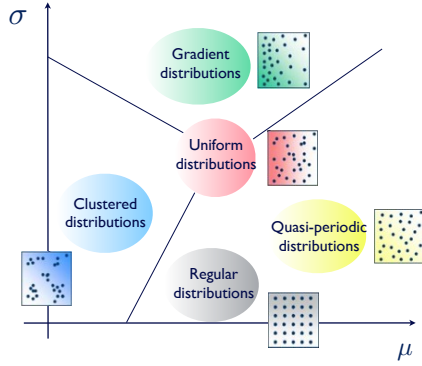 σ
Gradient
distributions
Uniform
distributions
Clustered
distributions
Quasi-periodic
distributions
Regular
distributions
μ